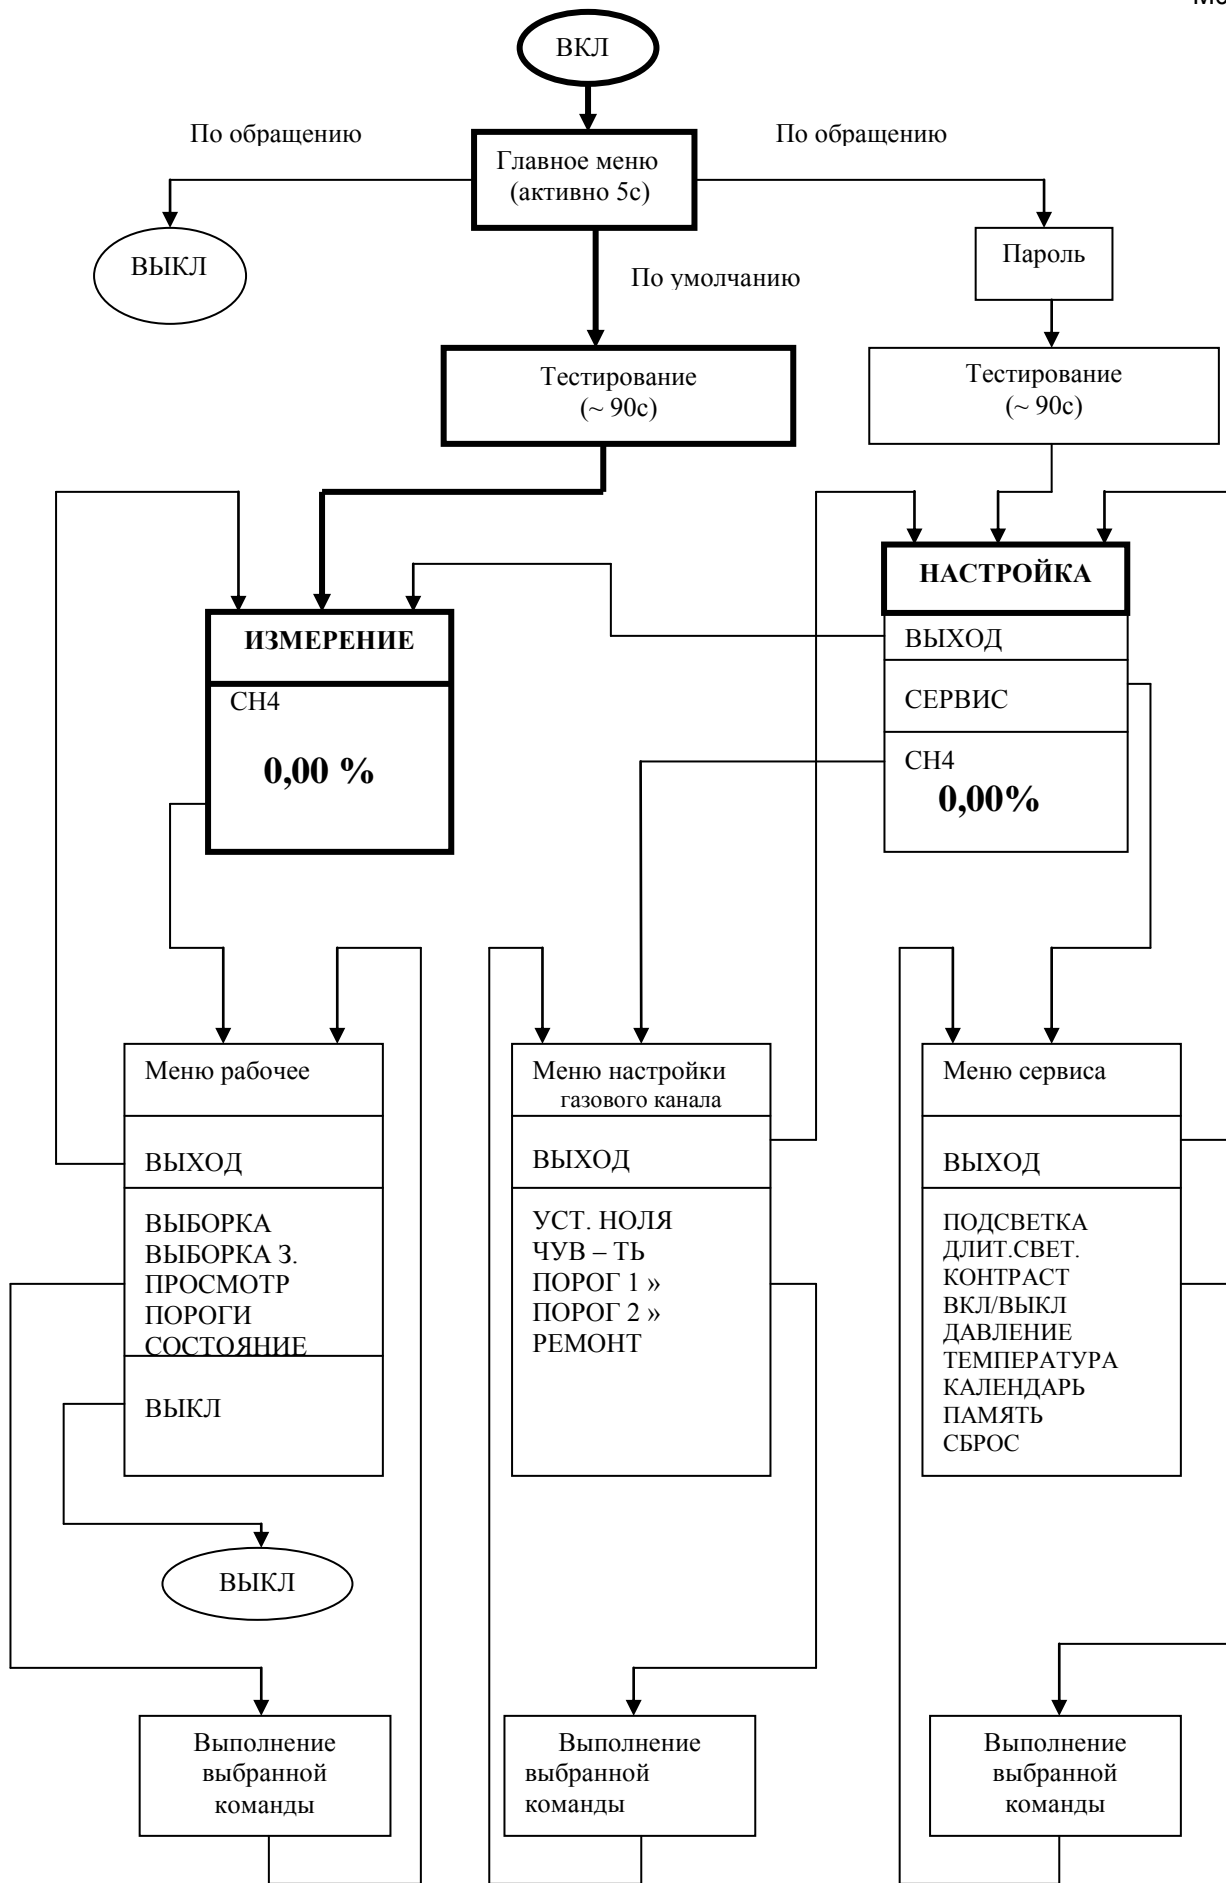 ВКЛ
По обращению
По обращению
Главное меню
(активно 5с)
ВЫКЛ
Пароль
По умолчанию
Тестирование
(~ 90с)
Тестирование
(~ 90с)
НАСТРОЙКА
ВЫХОД
СЕРВИС
СН4
0,00%
ИЗМЕРЕНИЕ
СН4
0,00 %
Меню рабочее
ВЫХОД
ВЫБОРКА
ВЫБОРКА З.
ПРОСМОТР
ПОРОГИ
СОСТОЯНИЕ
ВЫКЛ
ВЫКЛ
Меню настройки
газового канала
ВЫХОД
УСТ. НОЛЯ
ЧУВ – ТЬ
ПОРОГ 1 »
ПОРОГ 2 »
РЕМОНТ
Меню сервиса
ВЫХОД
ПОДСВЕТКА
ДЛИТ.СВЕТ.
КОНТРАСТ
ВКЛ/ВЫКЛ
ДАВЛЕНИЕ
ТЕМПЕРАТУРА
КАЛЕНДАРЬ
ПАМЯТЬ
СБРОС
Выполнение
выбранной
команды
Выполнение
выбранной
команды
Выполнение
выбранной
команды